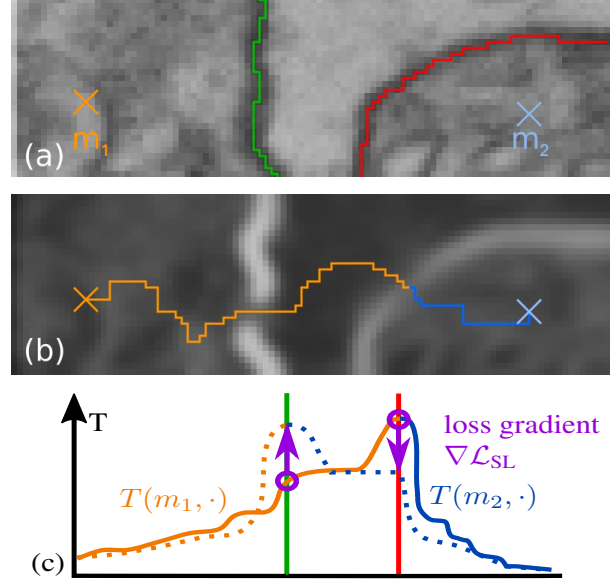 m₁
m₂
(a)
(b)
T
loss gradient
∇ℒ_SL
T(m₁, ·)
T(m₂, ·)
(c)